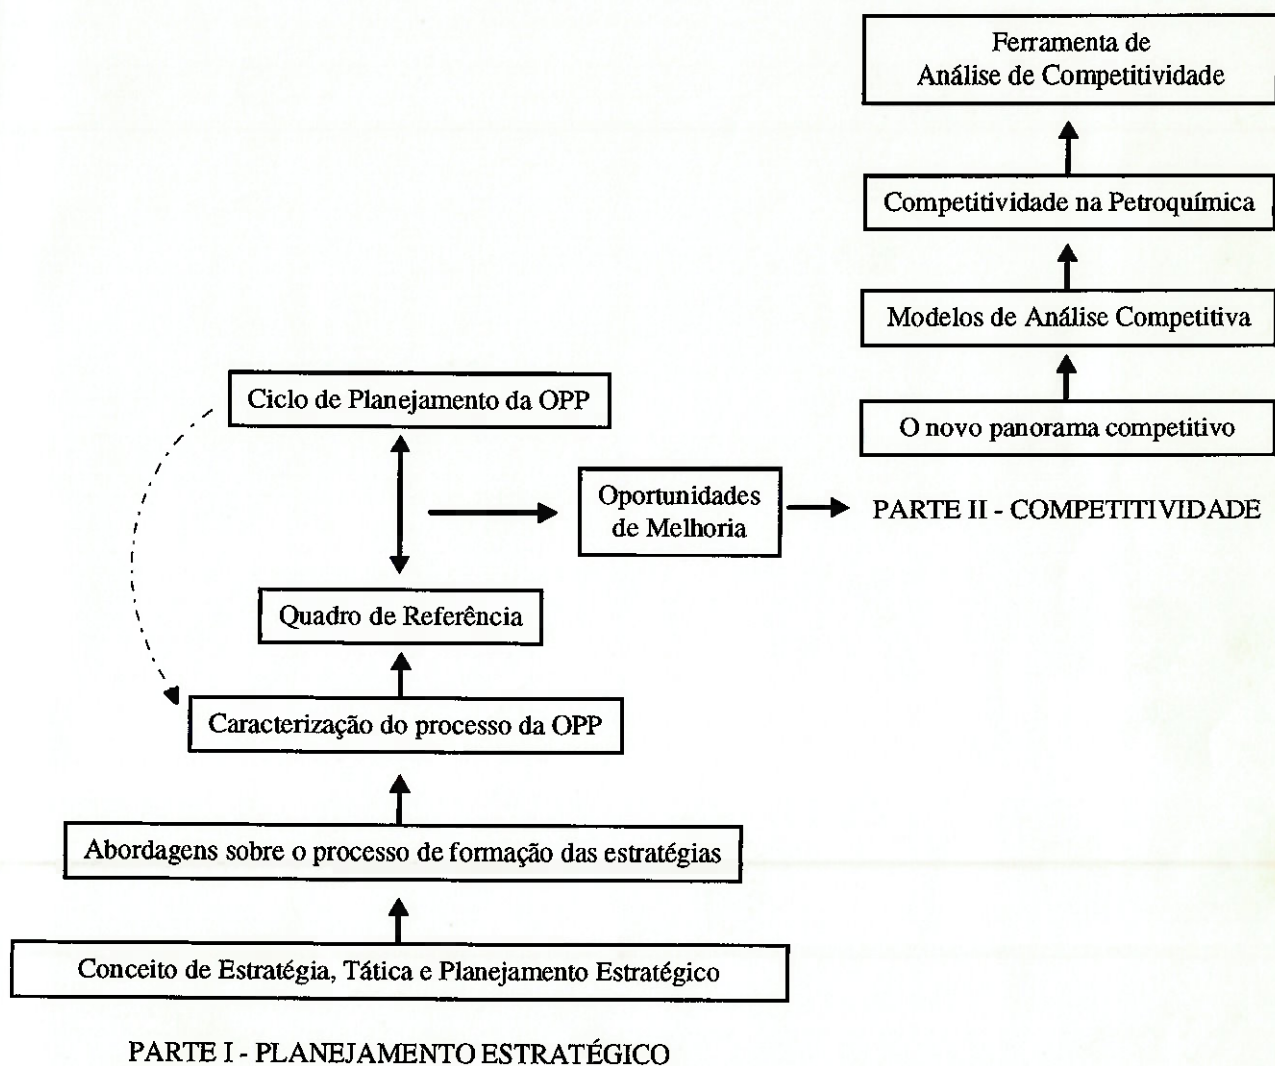 Ferramenta de
Análise de Competitividade
Competitividade na Petroquímica
Modelos de Análise Competitiva
Ciclo de Planejamento da OPP
O novo panorama competitivo
Oportunidades
de Melhoria
PARTE II - COMPETITIVIDADE
Quadro de Referência
Caracterização do processo da OPP
Abordagens sobre o processo de formação das estratégias
Conceito de Estratégia, Tática e Planejamento Estratégico
PARTE I - PLANEJAMENTO ESTRATÉGICO